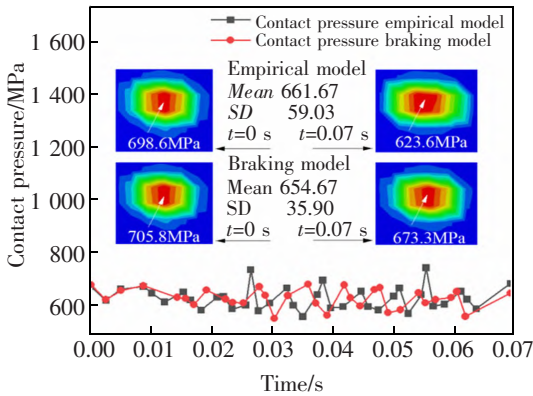 Contact pressure empirical model
Contact pressure braking model
Contact pressure/MPa
1 600
1 400
1 200
1 000
800
600
Empirical model
Mean 661.67
SD 59.03
t=0 s t=0.07 s
698.6MPa
623.6MPa
Braking model
Mean 654.67
SD 35.90
t=0 s t=0.07 s
705.8MPa
673.3MPa
0.00 0.01 0.02 0.03 0.04 0.05 0.06 0.07
Time/s